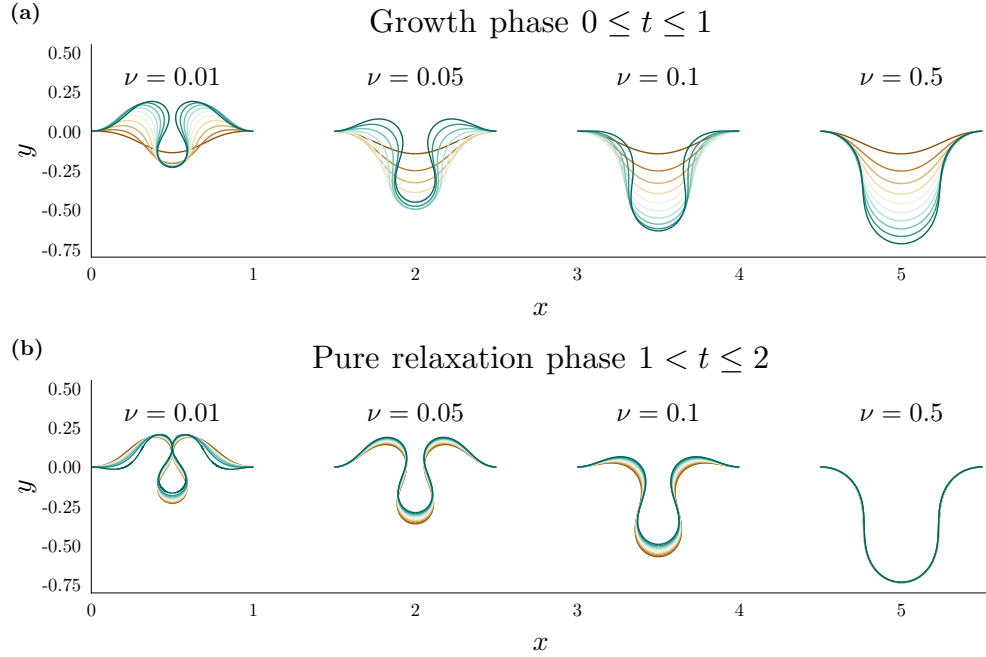 (a)
Growth phase 0 ≤ t ≤ 1
ν = 0.01
ν = 0.05
ν = 0.1
ν = 0.5
0.50
0.25
0.00
-0.25
-0.50
-0.75
y
0
1
2
3
4
5
x
(b)
Pure relaxation phase 1 < t ≤ 2
ν = 0.01
ν = 0.05
ν = 0.1
ν = 0.5
0.50
0.25
0.00
-0.25
-0.50
-0.75
y
0
1
2
3
4
5
x